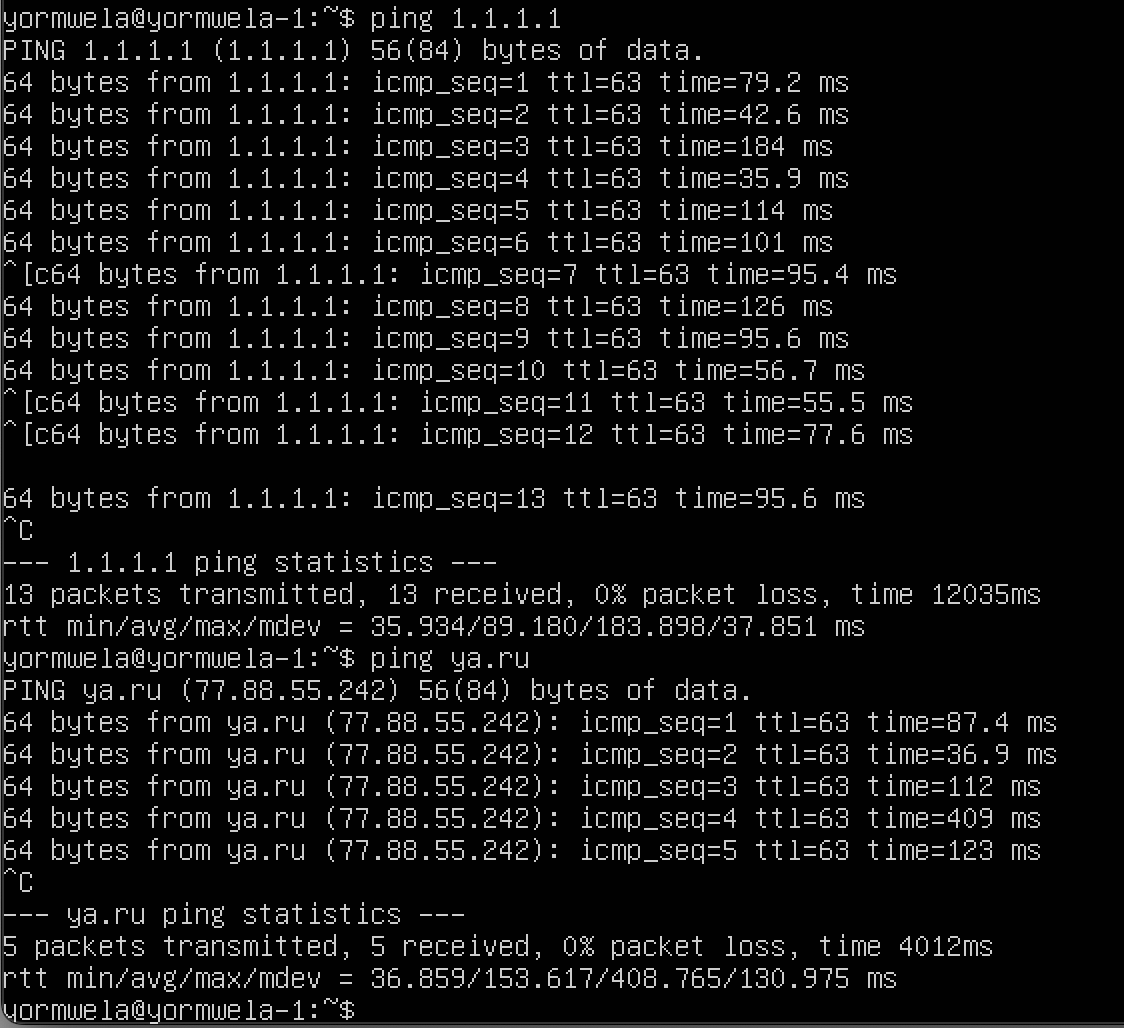 yormwela@yormwela-1:~$ ping 1.1.1.1
PING 1.1.1.1 (1.1.1.1) 56(84) bytes of data.
64 bytes from 1.1.1.1: icmp_seq=1 ttl=63 time=79.2 ms
64 bytes from 1.1.1.1: icmp_seq=2 ttl=63 time=42.6 ms
64 bytes from 1.1.1.1: icmp_seq=3 ttl=63 time=184 ms
64 bytes from 1.1.1.1: icmp_seq=4 ttl=63 time=35.9 ms
64 bytes from 1.1.1.1: icmp_seq=5 ttl=63 time=114 ms
64 bytes from 1.1.1.1: icmp_seq=6 ttl=63 time=101 ms
^[c64 bytes from 1.1.1.1: icmp_seq=7 ttl=63 time=95.4 ms
64 bytes from 1.1.1.1: icmp_seq=8 ttl=63 time=126 ms
64 bytes from 1.1.1.1: icmp_seq=9 ttl=63 time=95.6 ms
64 bytes from 1.1.1.1: icmp_seq=10 ttl=63 time=56.7 ms
^[c64 bytes from 1.1.1.1: icmp_seq=11 ttl=63 time=55.5 ms
^[c64 bytes from 1.1.1.1: icmp_seq=12 ttl=63 time=77.6 ms

64 bytes from 1.1.1.1: icmp_seq=13 ttl=63 time=95.6 ms
^C
--- 1.1.1.1 ping statistics ---
13 packets transmitted, 13 received, 0% packet loss, time 12035ms
rtt min/avg/max/mdev = 35.934/89.180/183.898/37.851 ms
yormwela@yormwela-1:~$ ping ya.ru
PING ya.ru (77.88.55.242) 56(84) bytes of data.
64 bytes from ya.ru (77.88.55.242): icmp_seq=1 ttl=63 time=87.4 ms
64 bytes from ya.ru (77.88.55.242): icmp_seq=2 ttl=63 time=36.9 ms
64 bytes from ya.ru (77.88.55.242): icmp_seq=3 ttl=63 time=112 ms
64 bytes from ya.ru (77.88.55.242): icmp_seq=4 ttl=63 time=409 ms
64 bytes from ya.ru (77.88.55.242): icmp_seq=5 ttl=63 time=123 ms
^C
--- ya.ru ping statistics ---
5 packets transmitted, 5 received, 0% packet loss, time 4012ms
rtt min/avg/max/mdev = 36.859/153.617/408.765/130.975 ms
yormwela@yormwela-1:~$